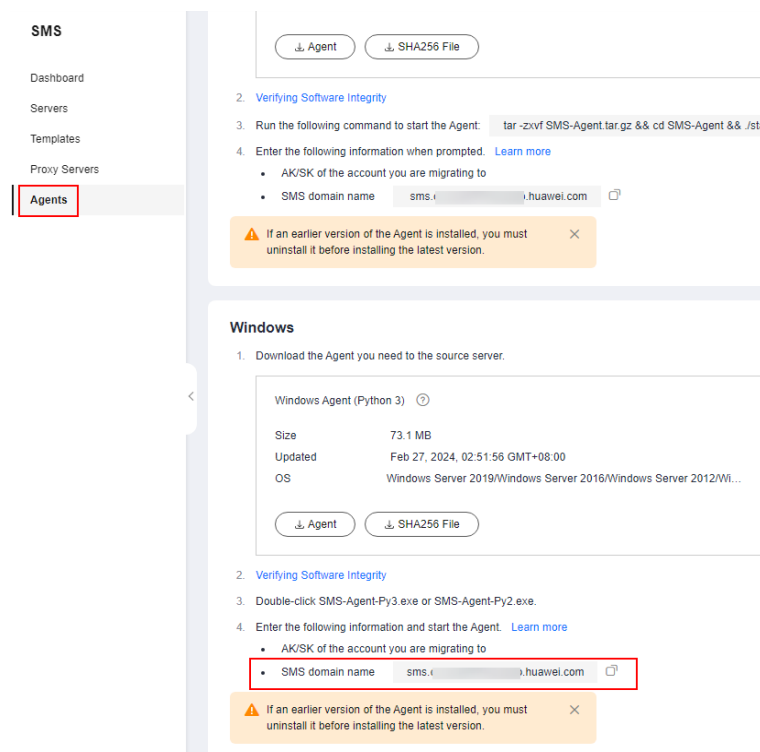 SMS
Dashboard
Servers
Templates
Proxy Servers
Agents
Agent
SHA256 File
2. Verifying Software Integrity
3. Run the following command to start the Agent: tar -zxvf SMS-Agent.tar.gz && cd SMS-Agent &&
4. Enter the following information when prompted. Learn more
• AK/SK of the account you are migrating to
• SMS domain name sms. .huawei.com
If an earlier version of the Agent is installed, you must
uninstall it before installing the latest version.
Windows
1. Download the Agent you need to the source server.
Windows Agent (Python 3)
Size 73.1 MB
Updated Feb 27, 2024, 02:51:56 GMT+08:00
OS Windows Server 2019/Windows Server 2016/Windows Server 2012/Wi...
Agent
SHA256 File
2. Verifying Software Integrity
3. Double-click SMS-Agent-Py3.exe or SMS-Agent-Py2.exe.
4. Enter the following information and start the Agent. Learn more
• AK/SK of the account you are migrating to
• SMS domain name sms. .huawei.com
If an earlier version of the Agent is installed, you must
uninstall it before installing the latest version.